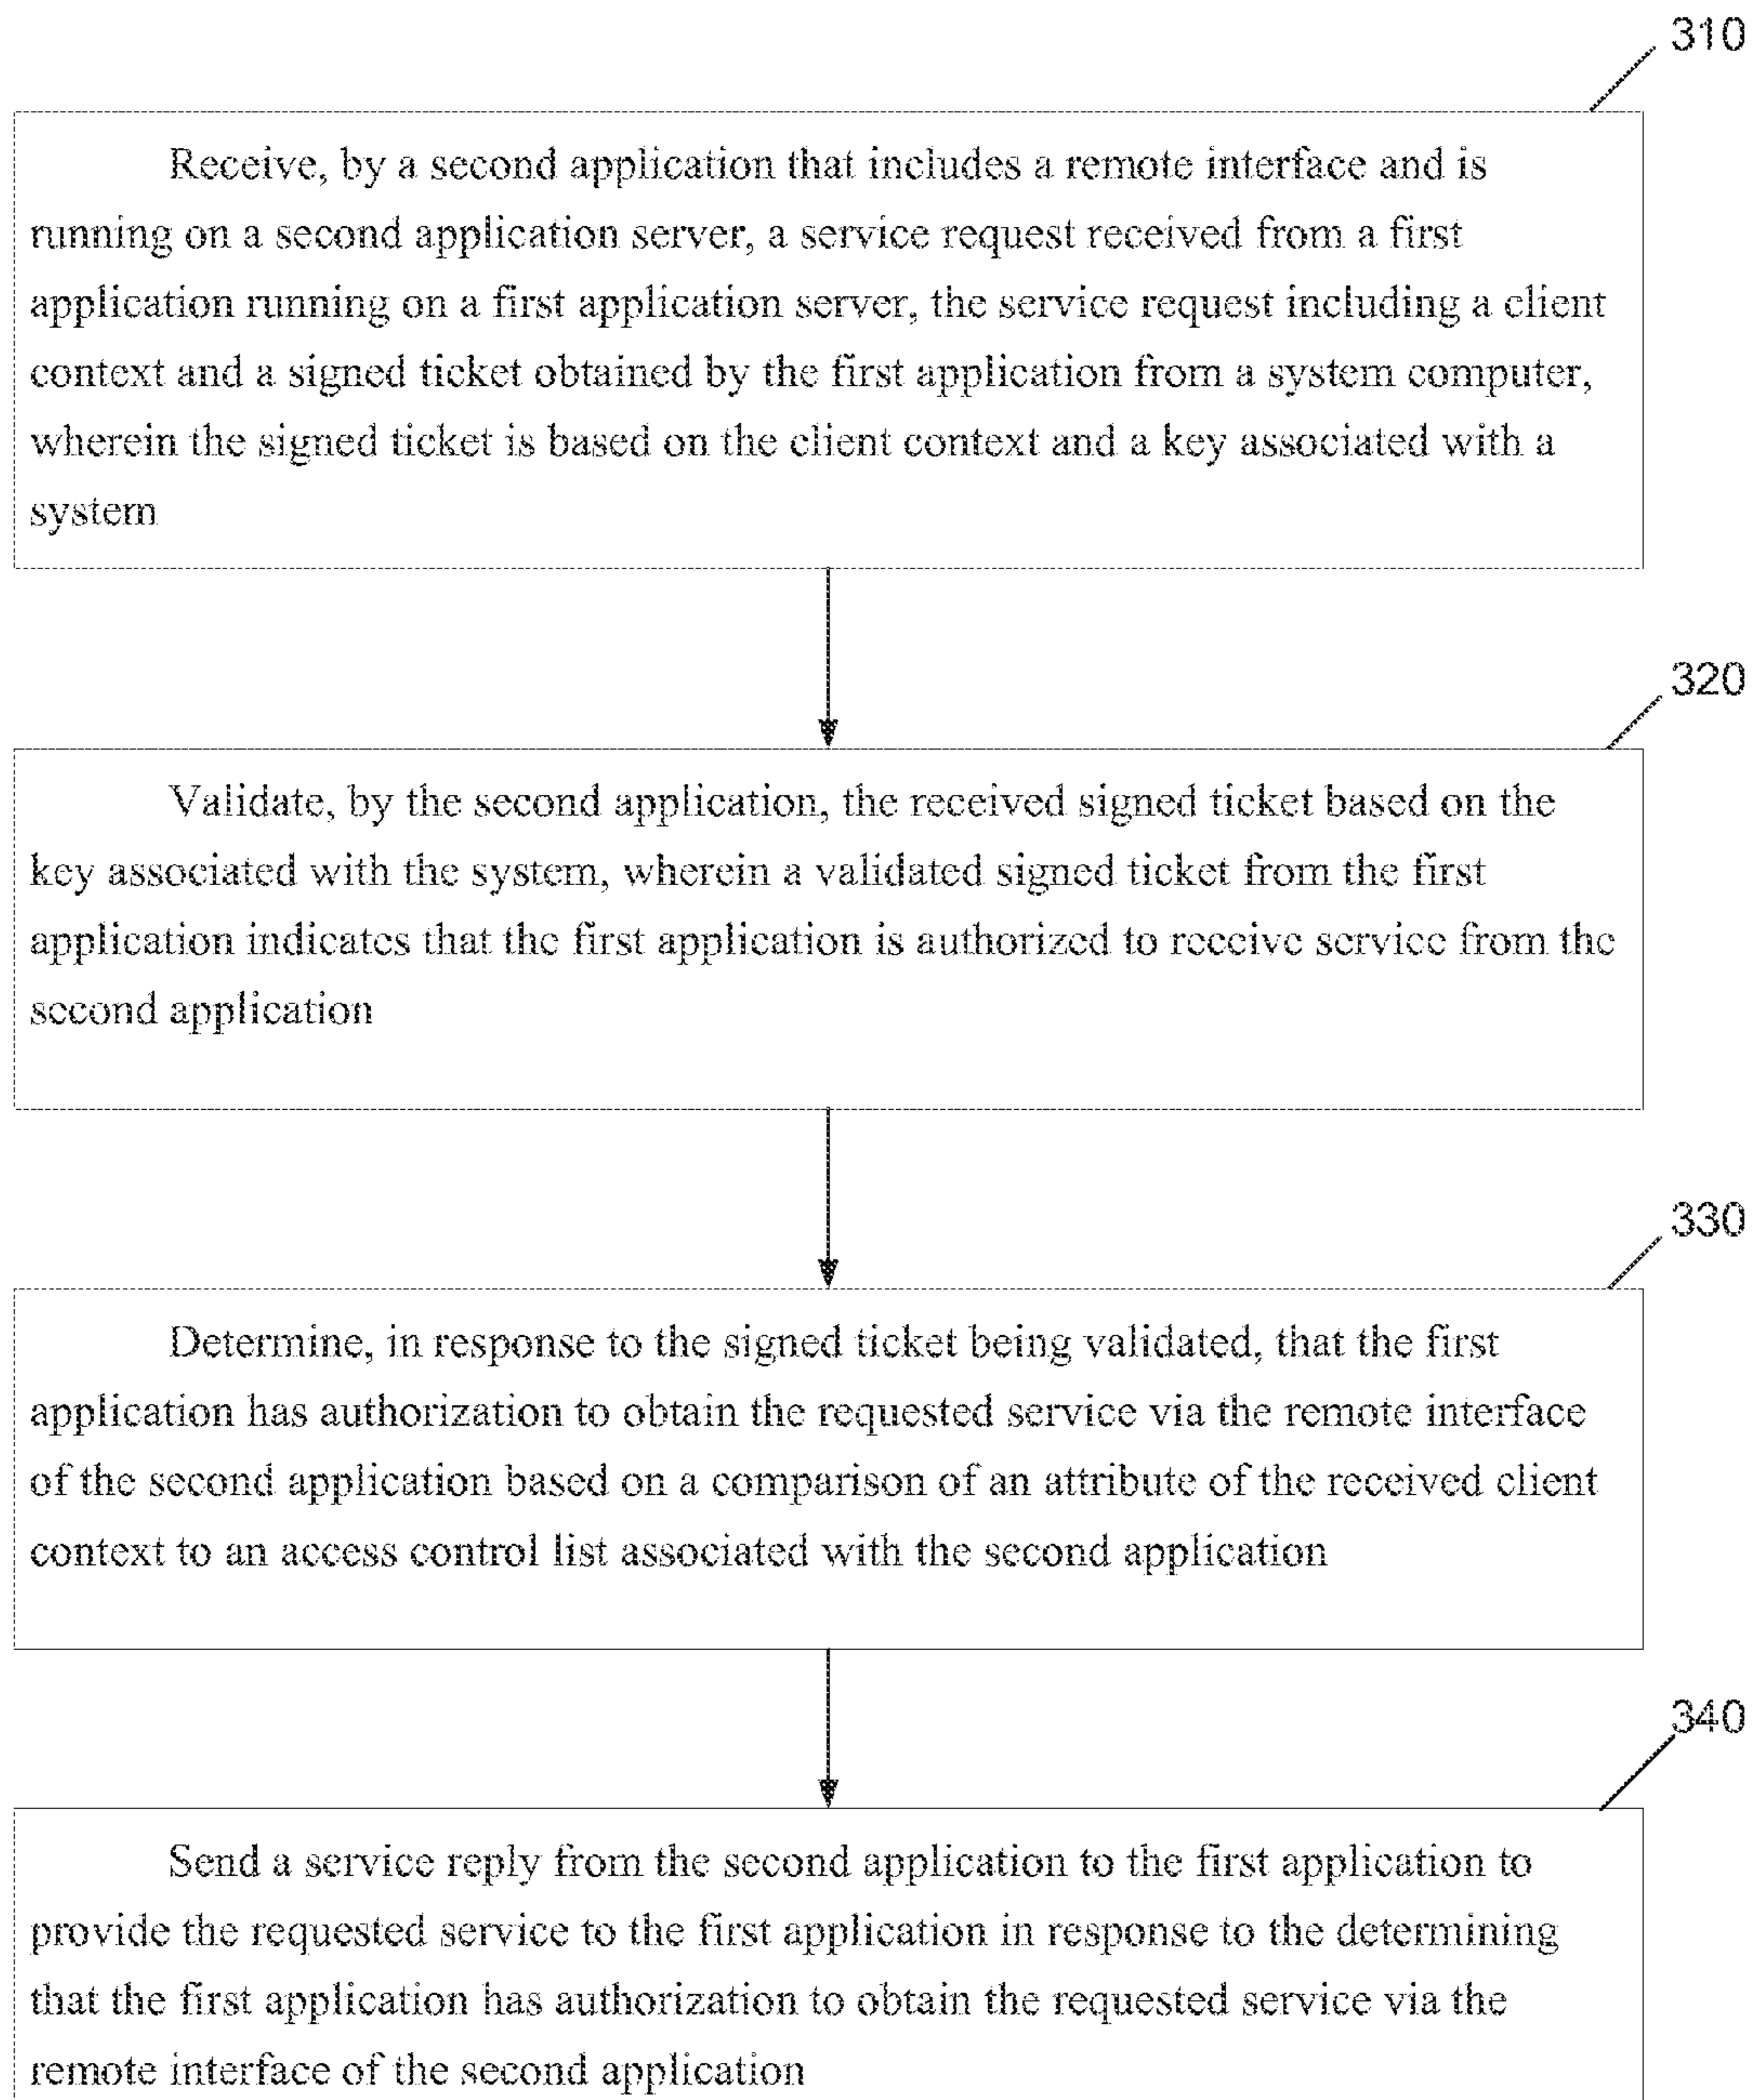 310
Receive, by a second application that includes a remote interface and is
running on a second application server, a service request received from a first
application running on a first application server, the service request including a client
context and a signed ticket obtained by the first application from a system computer,
wherein the signed ticket is based on the client context and a key associated with a
system
320
Validate, by the second application, the received signed ticket based on the
key associated with the system, wherein a validated signed ticket from the first
application indicates that the first application is authorized to receive service from the
second application
330
Determine, in response to the signed ticket being validated, that the first
application has authorization to obtain the requested service via the remote interface
of the second application based on a comparison of an attribute of the received client
context to an access control list associated with the second application
340
Send a service reply from the second application to the first application to
provide the requested service to the first application in response to the determining
that the first application has authorization to obtain the requested service via the
remote interface of the second application